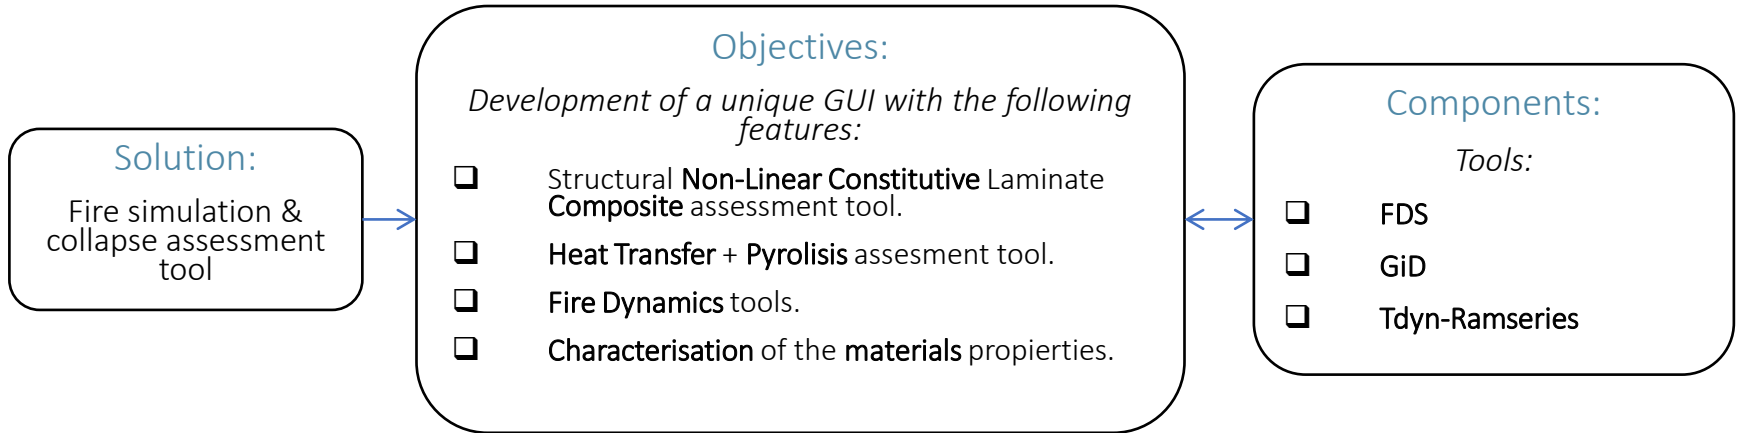 Solution:
Fire simulation &
collapse assessment
tool
Objectives:
Development of a unique GUI with the following
features:
Structural Non-Linear Constitutive Laminate
Composite assessment tool.
Heat Transfer + Pyrolisis assesment tool.
Fire Dynamics tools.
Characterisation of the materials propierties.
Components:
Tools:
FDS
GiD
Tdyn-Ramseries